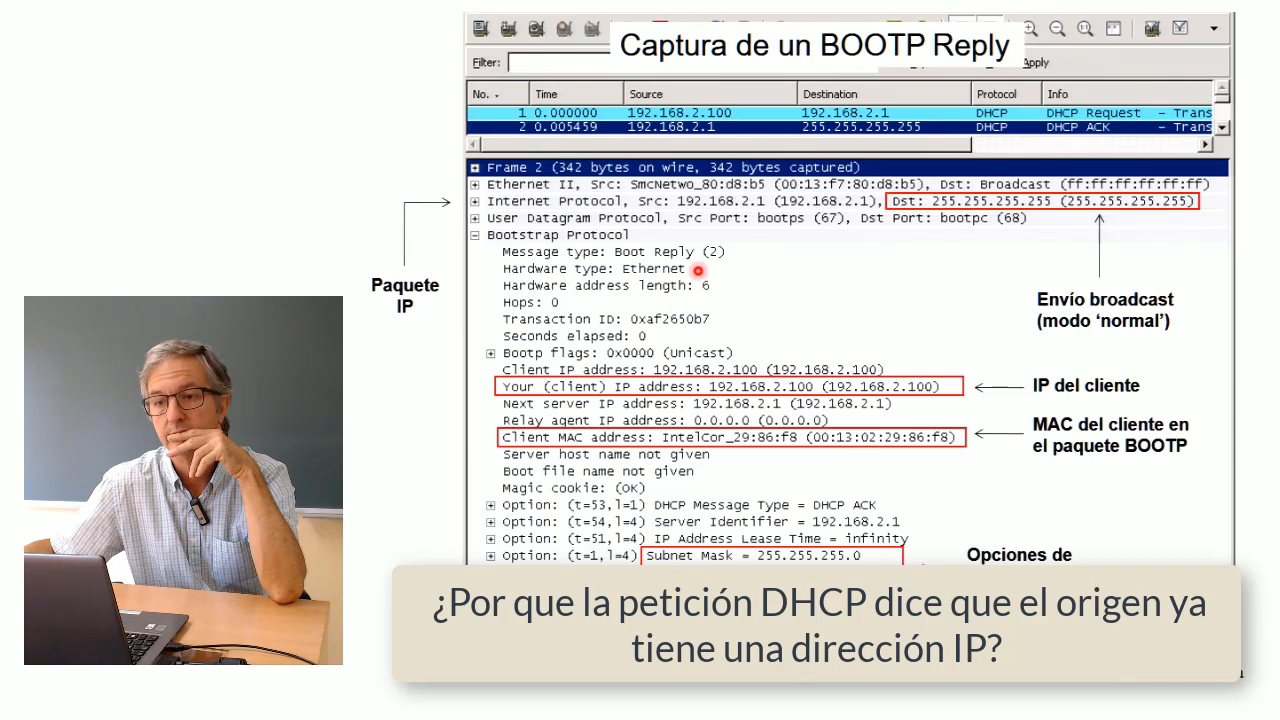 Captura de un BOOTP Reply
Filter:
Apply
No. Time Source Destination Protocol Info
1 0.000000 192.168.2.100 192.168.2.1 DHCP DHCP Request - Trans
2 0.005459 192.168.2.1 255.255.255.255 DHCP DHCP ACK - Trans
Frame 2 (342 bytes on wire, 342 bytes captured)
Ethernet II, Src: SmcNetwo_80:d8:b5 (00:13:f7:80:d8:b5), Dst: Broadcast (ff:ff:ff:ff:ff:ff)
Internet Protocol, Src: 192.168.2.1 (192.168.2.1), Dst: 255.255.255.255 (255.255.255.255)
User Datagram Protocol, Src Port: bootps (67), Dst Port: bootpc (68)
Bootstrap Protocol
Message type: Boot Reply (2)
Hardware type: Ethernet
Hardware address length: 6
Hops: 0
Transaction ID: 0xaf2650b7
Seconds elapsed: 0
Bootp flags: 0x0000 (Unicast)
Client IP address: 192.168.2.100 (192.168.2.100)
Your (client) IP address: 192.168.2.100 (192.168.2.100)
Next server IP address: 192.168.2.1 (192.168.2.1)
Relay agent IP address: 0.0.0.0 (0.0.0.0)
Client MAC address: IntelCor_29:86:f8 (00:13:02:29:86:f8)
Server host name not given
Boot file name not given
Magic cookie: (OK)
Option: (t=53,l=1) DHCP Message Type = DHCP ACK
Option: (t=54,l=4) Server Identifier = 192.168.2.1
Option: (t=51,l=4) IP Address Lease Time = infinity
Option: (t=1,l=4) Subnet Mask = 255.255.255.0
Paquete
IP
Envío broadcast
(modo ‘normal’)
IP del cliente
MAC del cliente en
el paquete BOOTP
Opciones de
¿Por que la petición DHCP dice que el origen ya
tiene una dirección IP?